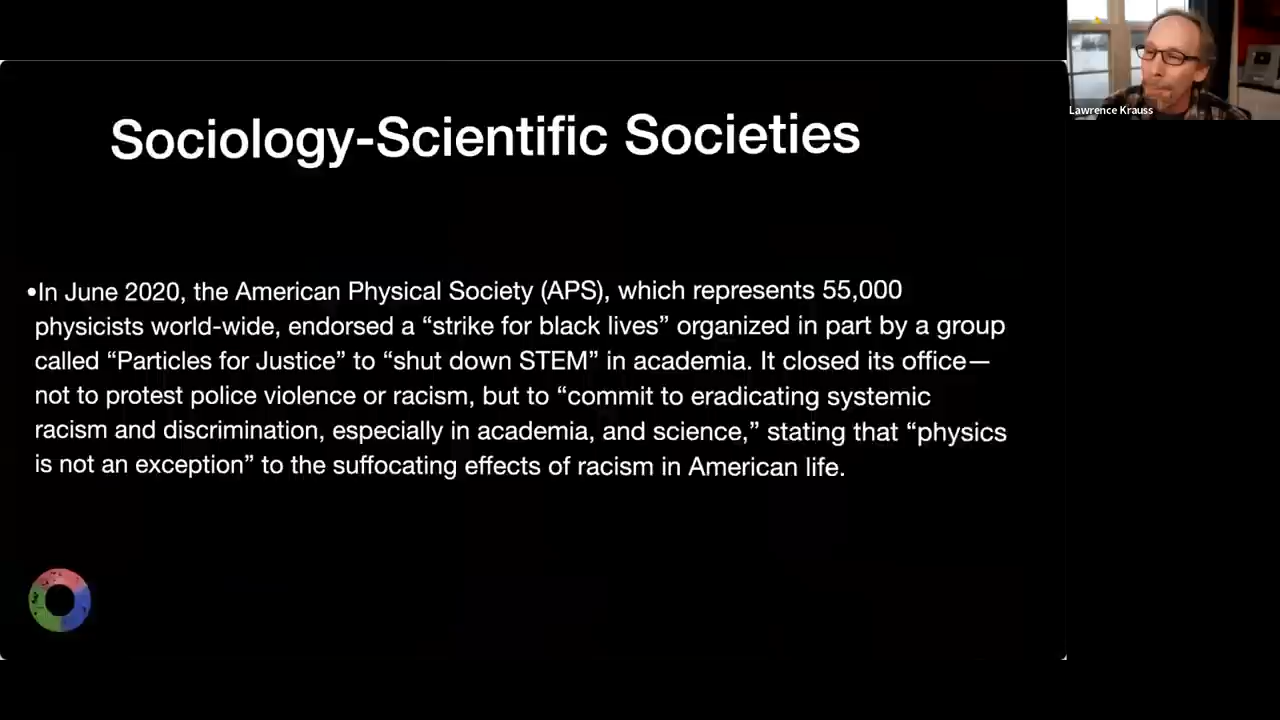 Lawrence Krauss
Sociology-Scientific Societies
•In June 2020, the American Physical Society (APS), which represents 55,000
physicists world-wide, endorsed a “strike for black lives” organized in part by a group
called “Particles for Justice” to “shut down STEM” in academia. It closed its office—
not to protest police violence or racism, but to “commit to eradicating systemic
racism and discrimination, especially in academia, and science,” stating that “physics
is not an exception” to the suffocating effects of racism in American life.